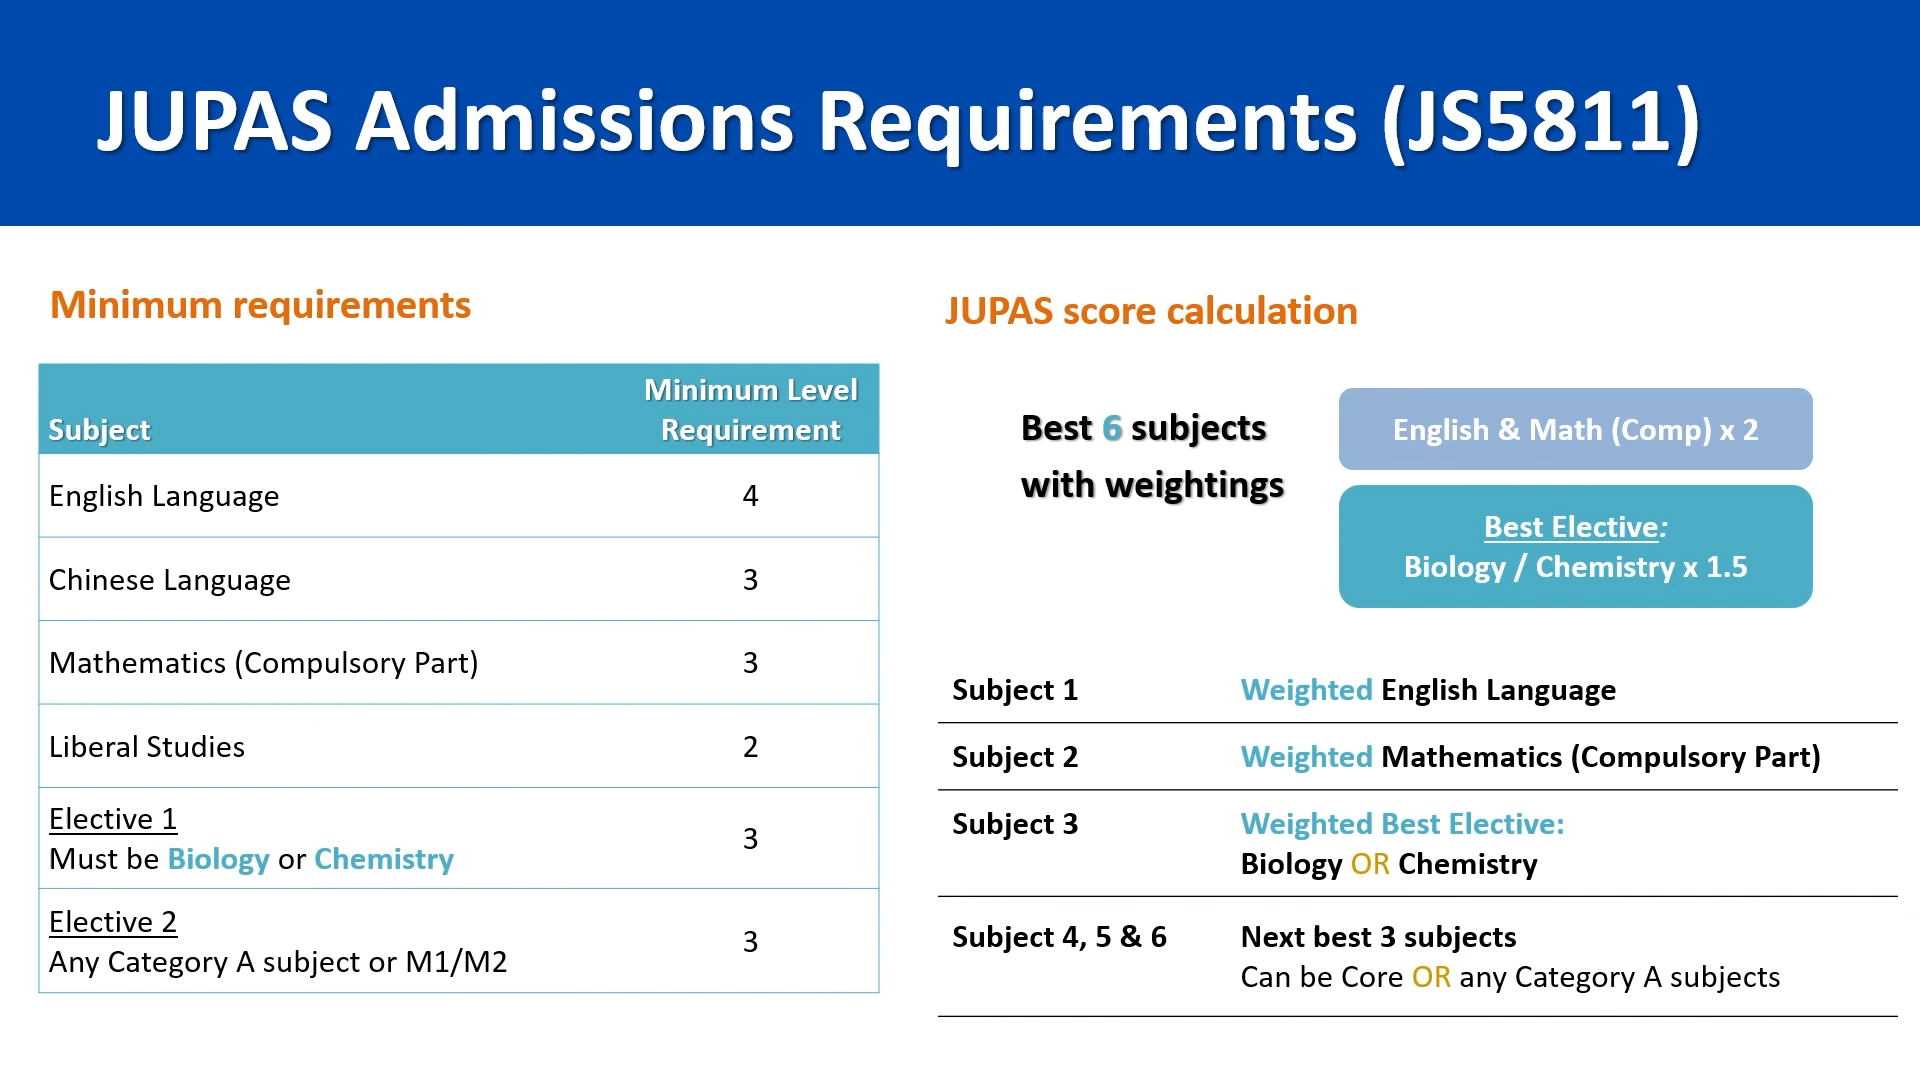 JUPAS Admissions Requirements (JS5811)
Minimum requirements
Subject
Minimum Level
Requirement
English Language 4
Chinese Language 3
Mathematics (Compulsory Part) 3
Liberal Studies 2
Elective 1
Must be Biology or Chemistry
3
Elective 2
Any Category A subject or M1/M2
3
JUPAS score calculation
Best 6 subjects
with weightings
English & Math (Comp) x 2
Best Elective:
Biology / Chemistry x 1.5
Subject 1 Weighted English Language
Subject 2 Weighted Mathematics (Compulsory Part)
Subject 3 Weighted Best Elective:
Biology OR Chemistry
Subject 4, 5 & 6 Next best 3 subjects
Can be Core OR any Category A subjects